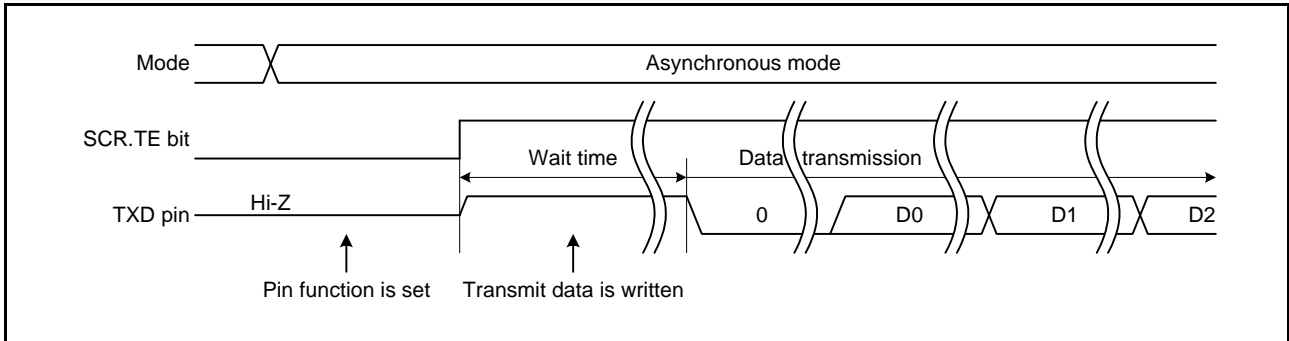 Mode
Asynchronous mode
SCR.TE bit
Wait time
Data transmission
TXD pin
Hi-Z
0
D0
D1
D2
Pin function is set
Transmit data is written